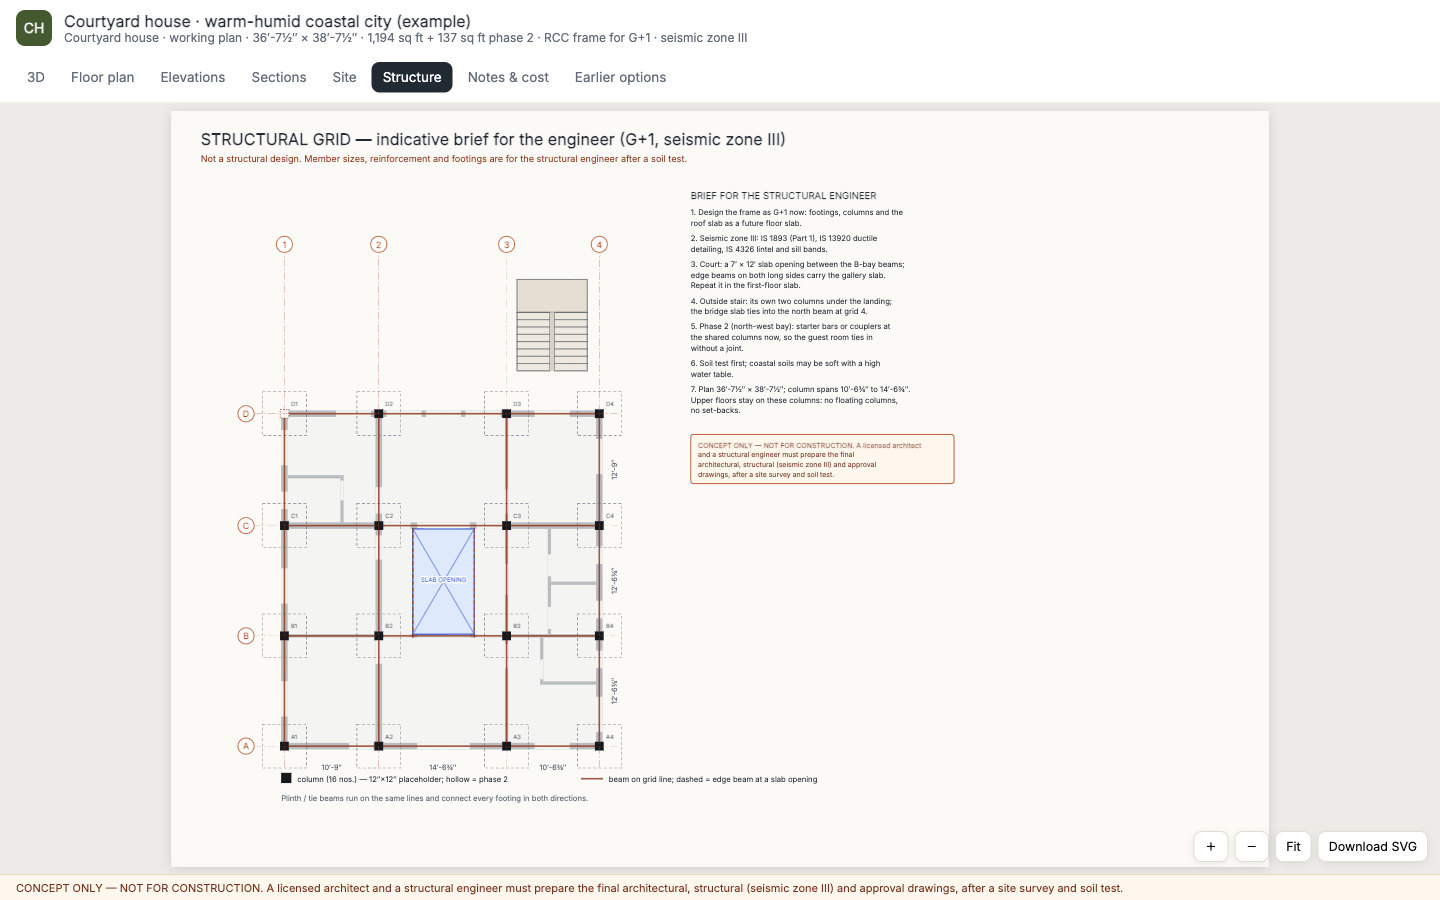 CH
Courtyard house · warm-humid coastal city (example)
Courtyard house · working plan · 36'-7½" × 38'-7½" · 1,194 sq ft + 137 sq ft phase 2 · RCC frame for G+1 · seismic zone III
3D Floor plan Elevations Sections Site Structure Notes & cost Earlier options
STRUCTURAL GRID — indicative brief for the engineer (G+1, seismic zone III)
Not a structural design. Member sizes, reinforcement and footings are for the structural engineer after a soil test.
1 2 3 4
D1 D2 D3 D4
D
12'-9"
C1 C2 C3 C4
C
SLAB OPENING
12'-6¾"
B1 B2 B3 B4
B
12'-6¾"
A1 A2 A3 A4
A
10'-9" 14'-6¾" 10'-6¾"
column (16 nos.) — 12"×12" placeholder; hollow = phase 2
beam on grid line; dashed = edge beam at a slab opening
Plinth / tie beams run on the same lines and connect every footing in both directions.
BRIEF FOR THE STRUCTURAL ENGINEER
1. Design the frame as G+1 now: footings, columns and the
roof slab as a future floor slab.
2. Seismic zone III: IS 1893 (Part 1), IS 13920 ductile
detailing, IS 4326 lintel and sill bands.
3. Court: a 7' × 12' slab opening between the B-bay beams;
edge beams on both long sides carry the gallery slab.
Repeat it in the first-floor slab.
4. Outside stair: its own two columns under the landing;
the bridge slab ties into the north beam at grid 4.
5. Phase 2 (north-west bay): starter bars or couplers at
the shared columns now, so the guest room ties in
without a joint.
6. Soil test first; coastal soils may be soft with a high
water table.
7. Plan 36'-7½" × 38'-7½"; column spans 10'-6¾" to 14'-6¾".
Upper floors stay on these columns: no floating columns,
no set-backs.
CONCEPT ONLY — NOT FOR CONSTRUCTION. A licensed architect
and a structural engineer must prepare the final
architectural, structural (seismic zone III) and approval
drawings, after a site survey and soil test.
+ − Fit Download SVG
CONCEPT ONLY — NOT FOR CONSTRUCTION. A licensed architect and a structural engineer must prepare the final architectural, structural (seismic zone III) and approval drawings, after a site survey and soil test.